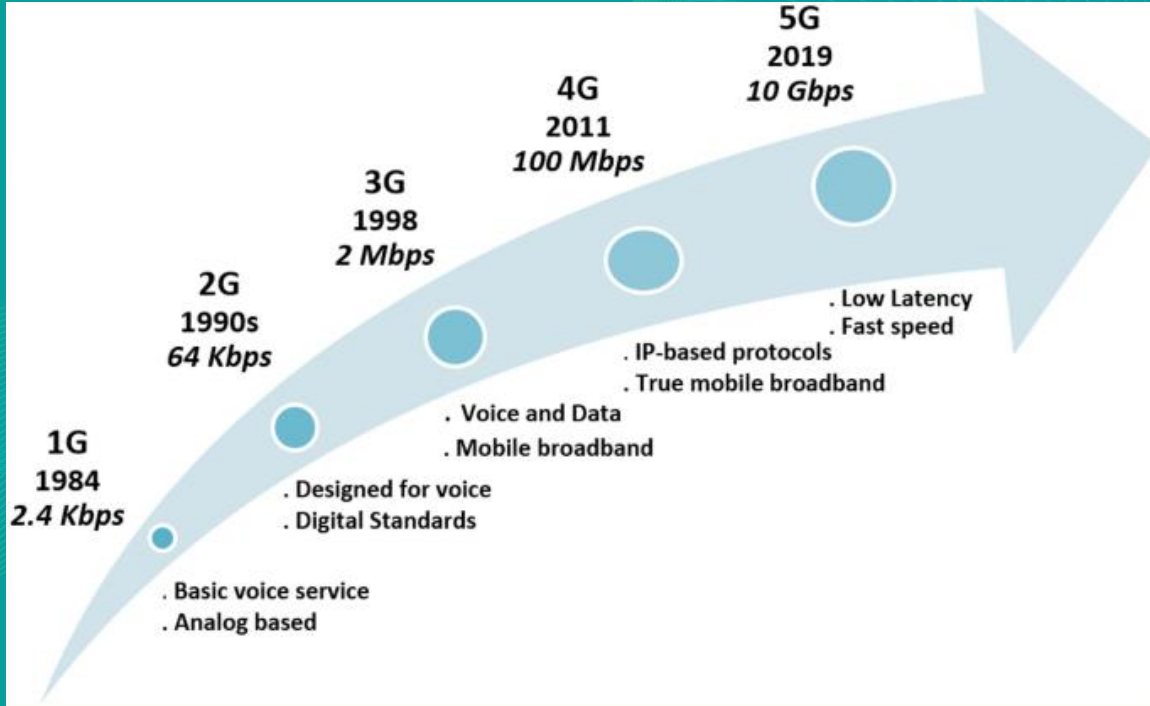 1G
1984
2.4 Kbps
. Basic voice service
. Analog based
2G
1990s
64 Kbps
. Designed for voice
. Digital Standards
3G
1998
2 Mbps
. Voice and Data
. Mobile broadband
4G
2011
100 Mbps
. IP-based protocols
. True mobile broadband
5G
2019
10 Gbps
. Low Latency
. Fast speed